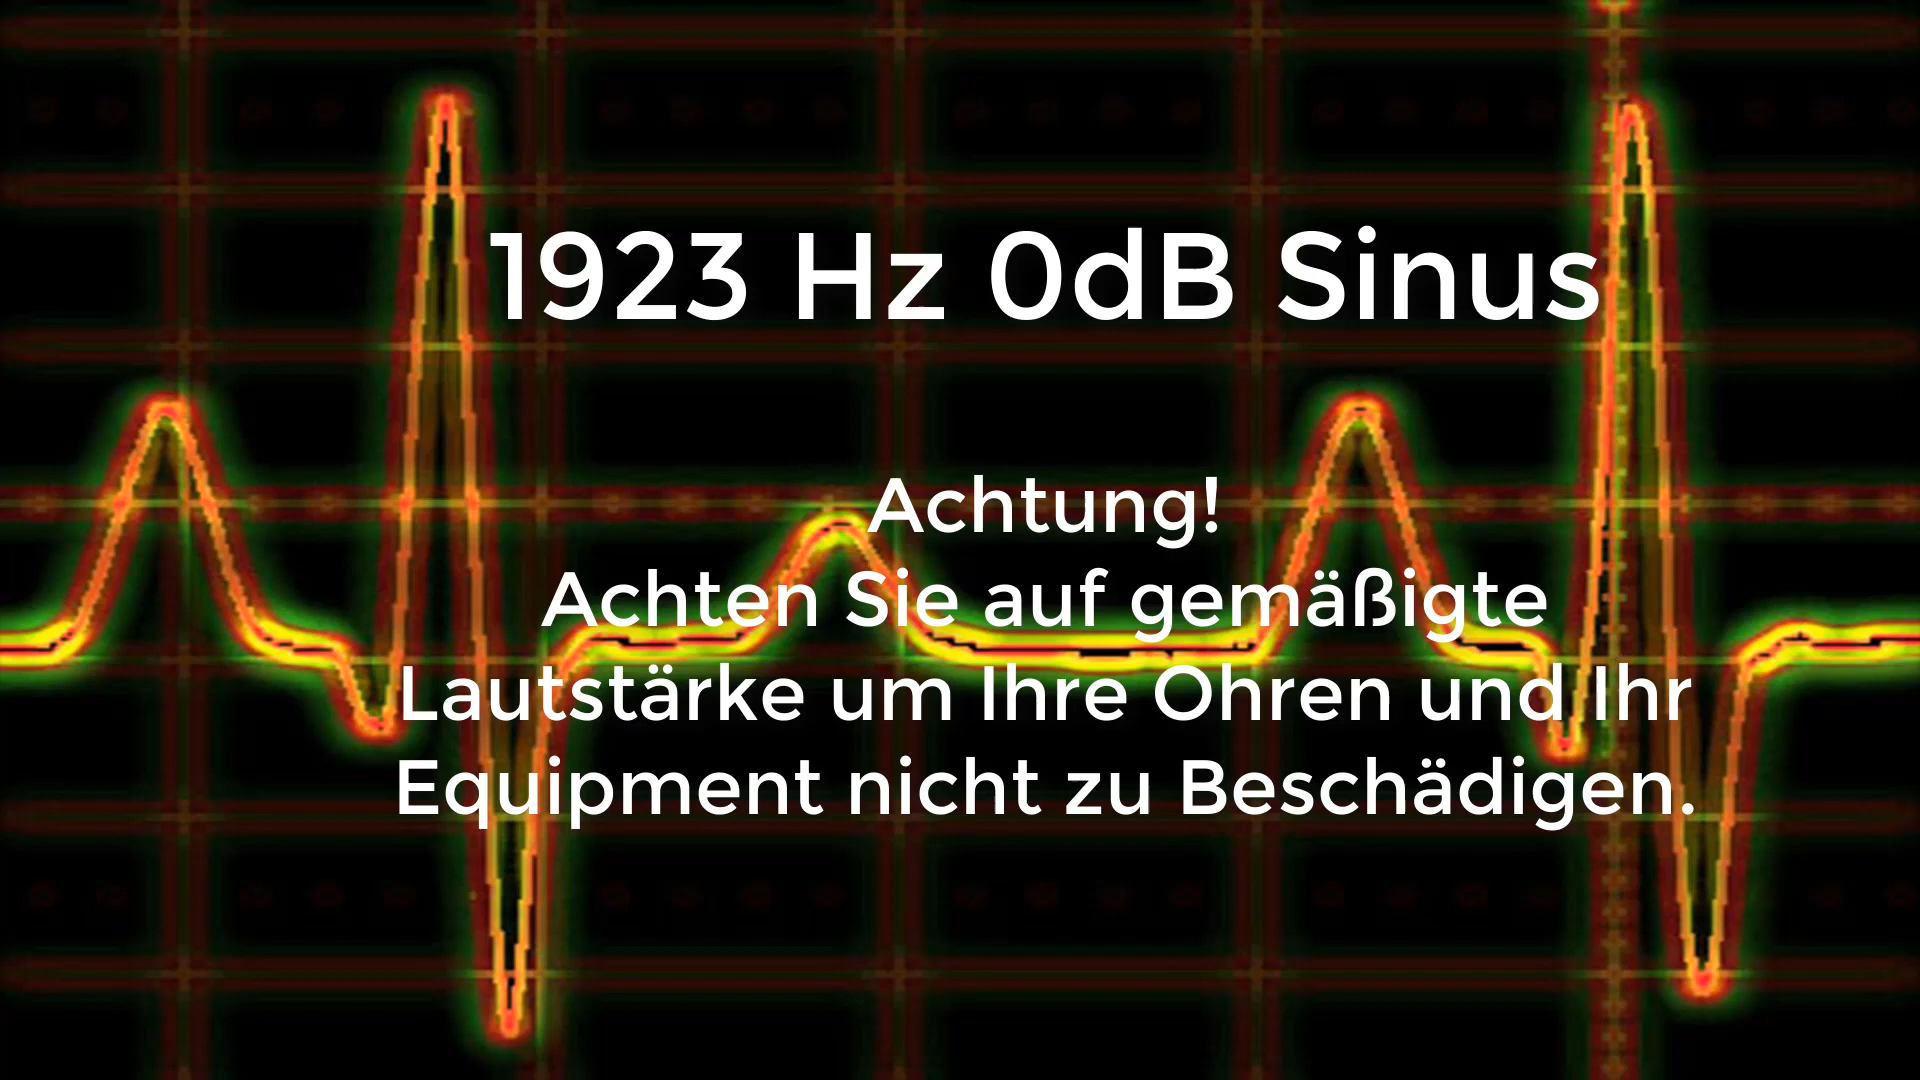 1923 Hz 0dB Sinus
Achtung!
Achten Sie auf gemäßigte
Lautstärke um Ihre Ohren und Ihr
Equipment nicht zu Beschädigen.